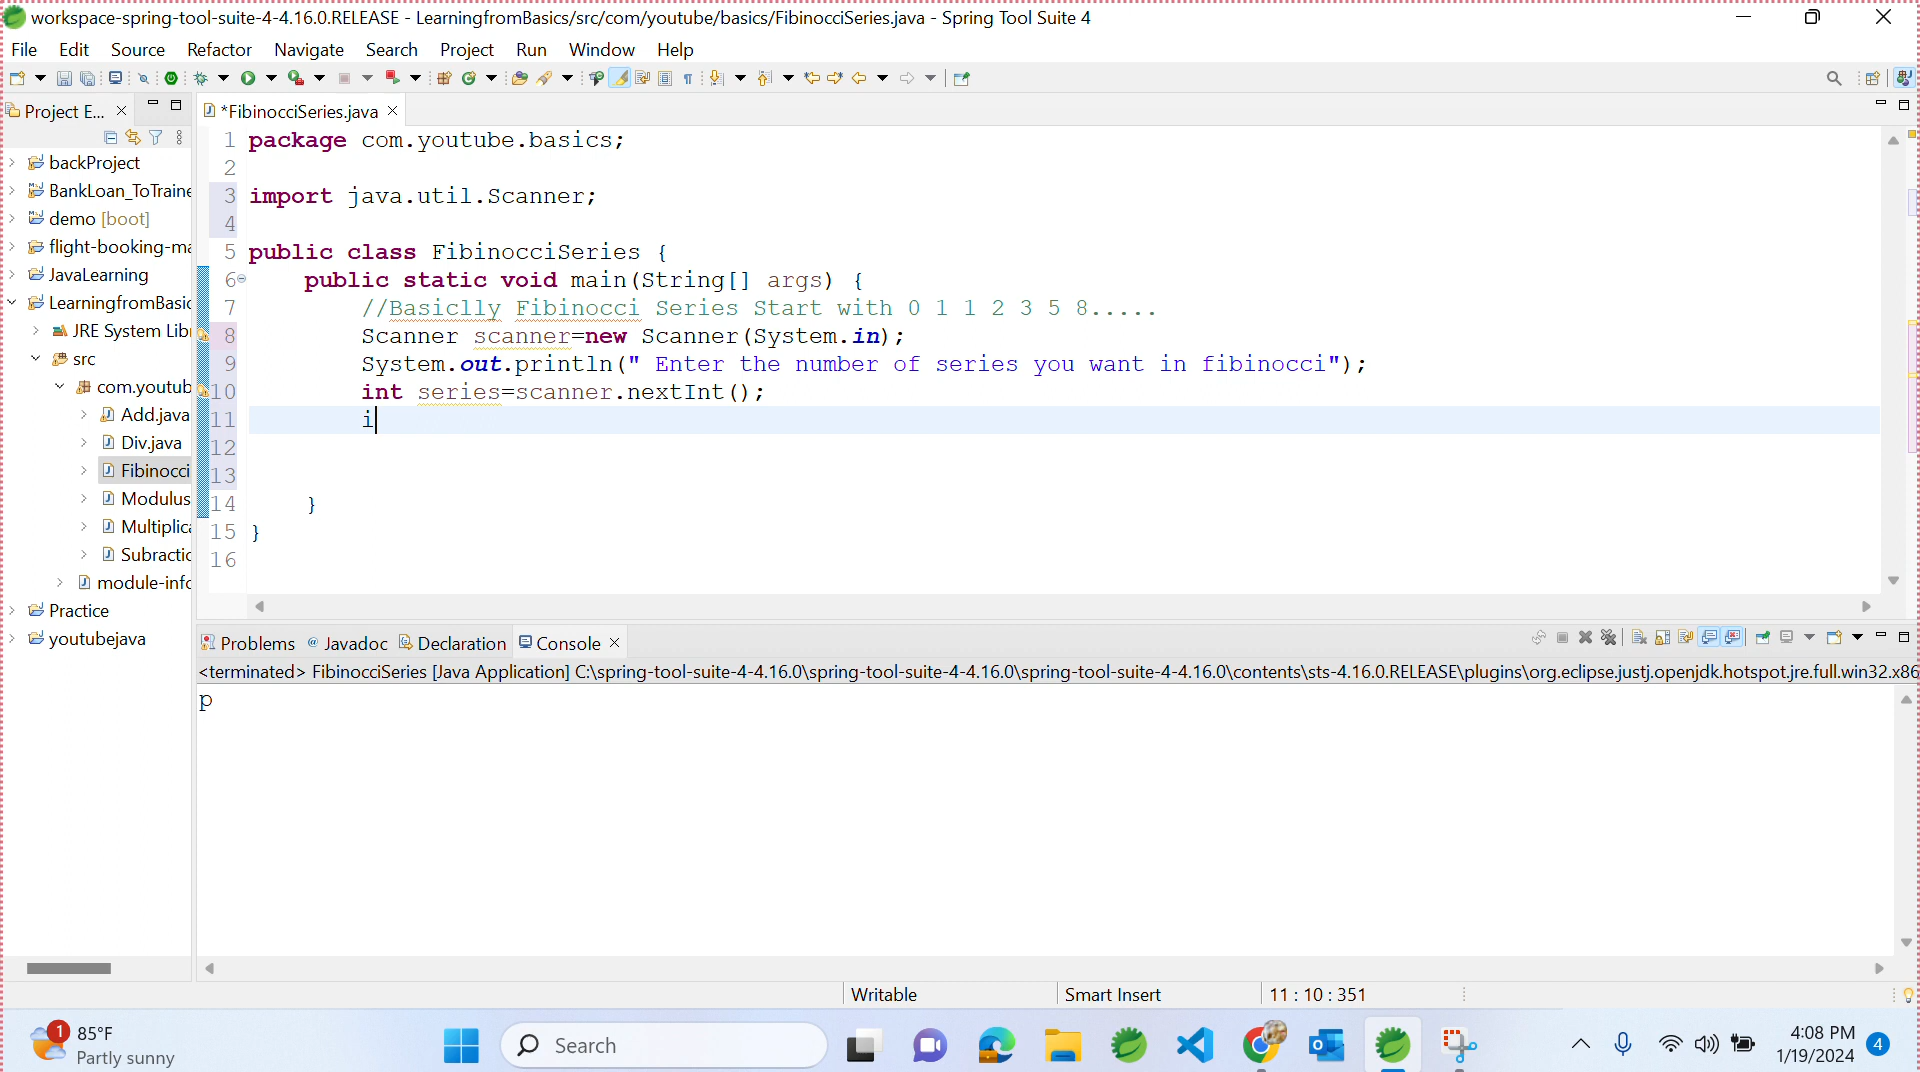 workspace-spring-tool-suite-4-4.16.0.RELEASE - LearningfromBasics/src/com/youtube/basics/FibinocciSeries.java - Spring Tool Suite 4
File Edit Source Refactor Navigate Search Project Run Window Help
Project E...
*FibinocciSeries.java
backProject
BankLoan_ToTraine
demo [boot]
flight-booking-ma
JavaLearning
LearningfromBasic
JRE System Libr
src
com.youtub
Add.java
Div.java
Fibinocci
Modulus
Multiplica
Subractio
module-info
Practice
youtubejava
1 package com.youtube.basics;
2
3 import java.util.Scanner;
4
5 public class FibinocciSeries {
6 public static void main(String[] args) {
7 //Basiclly Fibinocci Series Start with 0 1 1 2 3 5 8.....
8 Scanner scanner=new Scanner(System.in);
9 System.out.println(" Enter the number of series you want in fibinocci");
10 int series=scanner.nextInt();
11 i
12
13
14 }
15 }
16
Problems @ Javadoc Declaration Console
<terminated> FibinocciSeries [Java Application] C:\spring-tool-suite-4-4.16.0\spring-tool-suite-4-4.16.0\spring-tool-suite-4-4.16.0\contents\sts-4.16.0.RELEASE\plugins\org.eclipse.justj.openjdk.hotspot.jre.full.win32.x86
p
Writable Smart Insert 11 : 10 : 351
1 85°F
Partly sunny
Search
4:08 PM
1/19/2024
4